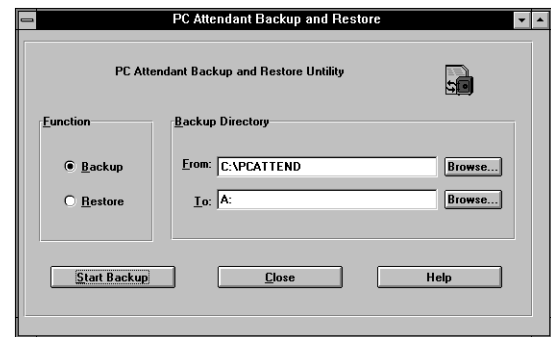 PC Attendant Backup and Restore
PC Attendant Backup and Restore Untility
Function
Backup Directory
Backup
From: C:\PCATTEND Browse...
Restore
To: A: Browse...
Start Backup Close Help